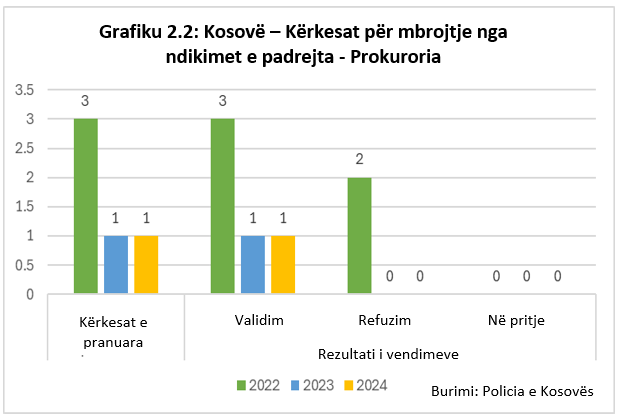 Grafiku 2.2: Kosovë – Kërkesat për mbrojtje nga
ndikimet e padrejta - Prokuroria
3.5
3
2.5
2
1.5
1
0.5
0
3
1
1
3
1
1
2
0
0
0
0
0
Kërkesat e
pranuara
Validim
Refuzim
Në pritje
Rezultati i vendimeve
2022
2023
2024
Burimi: Policia e Kosovës